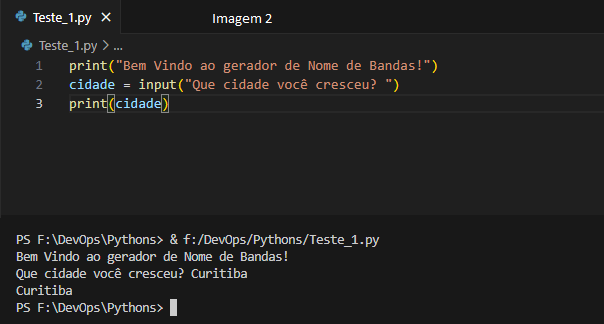 Teste_1.py ×
Imagem 2
Teste_1.py > ...
1 print("Bem Vindo ao gerador de Nome de Bandas!")
2 cidade = input("Que cidade você cresceu? ")
3 print(cidade)
PS F:\DevOps\Pythons> & f:/DevOps/Pythons/Teste_1.py
Bem Vindo ao gerador de Nome de Bandas!
Que cidade você cresceu? Curitiba
Curitiba
PS F:\DevOps\Pythons>